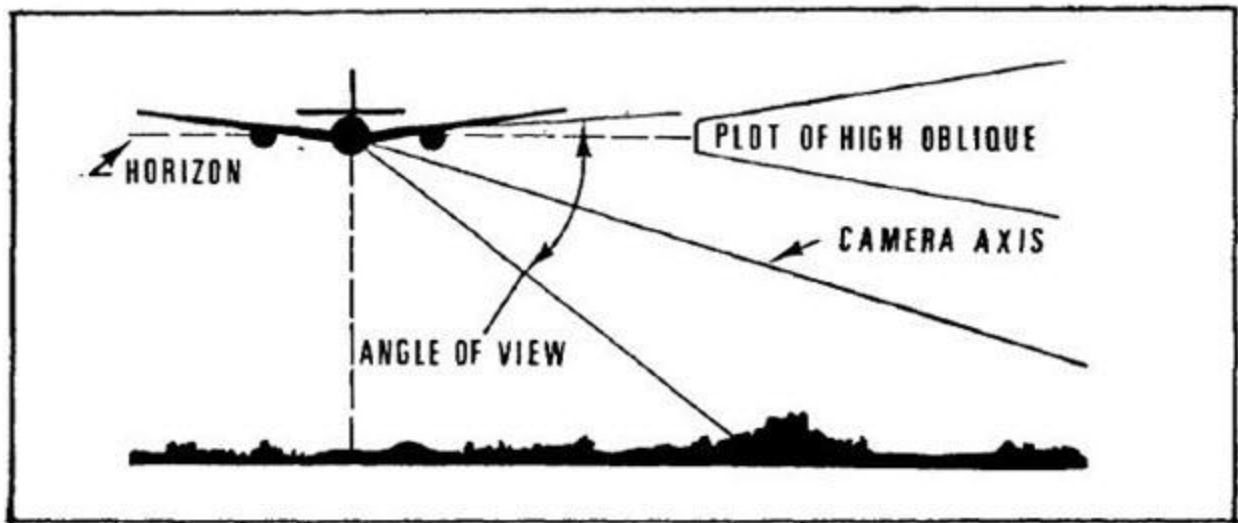 PLOT OF HIGH OBLIQUE
HORIZON
CAMERA AXIS
ANGLE OF VIEW